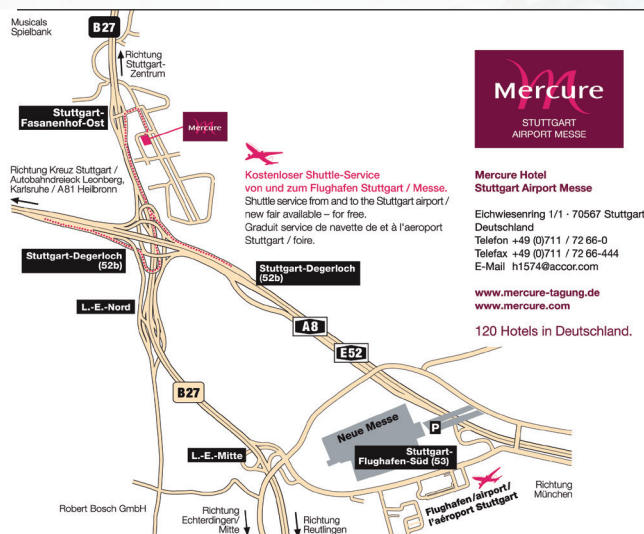 Musicals
Spielbank
B27
Richtung
Stuttgart-
Zentrum
Stuttgart-
Fasanenhof-Ost
Mercure
Richtung Kreuz Stuttgart /
Autobahndreieck Leonberg,
Karlsruhe / A81 Heilbronn
Kostenloser Shuttle-Service
von und zum Flughafen Stuttgart / Messe.
Shuttle service from and to the Stuttgart airport /
new fair available – for free.
Graduit service de navette de et à l'aeroport
Stuttgart / foire.
Stuttgart-Degerloch
(52b)
Stuttgart-Degerloch
(52b)
L.-E.-Nord
A8
E52
B27
Neue Messe
P
L.-E.-Mitte
Stuttgart-
Flughafen-Süd (53)
Flughafen/airport/
l'aéroport Stuttgart
Richtung
München
Robert Bosch GmbH
Richtung
Echterdingen/
Mitte
Richtung
Reutlingen
Mercure
STUTTGART
AIRPORT MESSE
Mercure Hotel
Stuttgart Airport Messe
Eichwiesenring 1/1 · 70567 Stuttgart
Deutschland
Telefon +49 (0)711 / 72 66-0
Telefax +49 (0)711 / 72 66-444
E-Mail h1574@accor.com
www.mercure-tagung.de
www.mercure.com
120 Hotels in Deutschland.